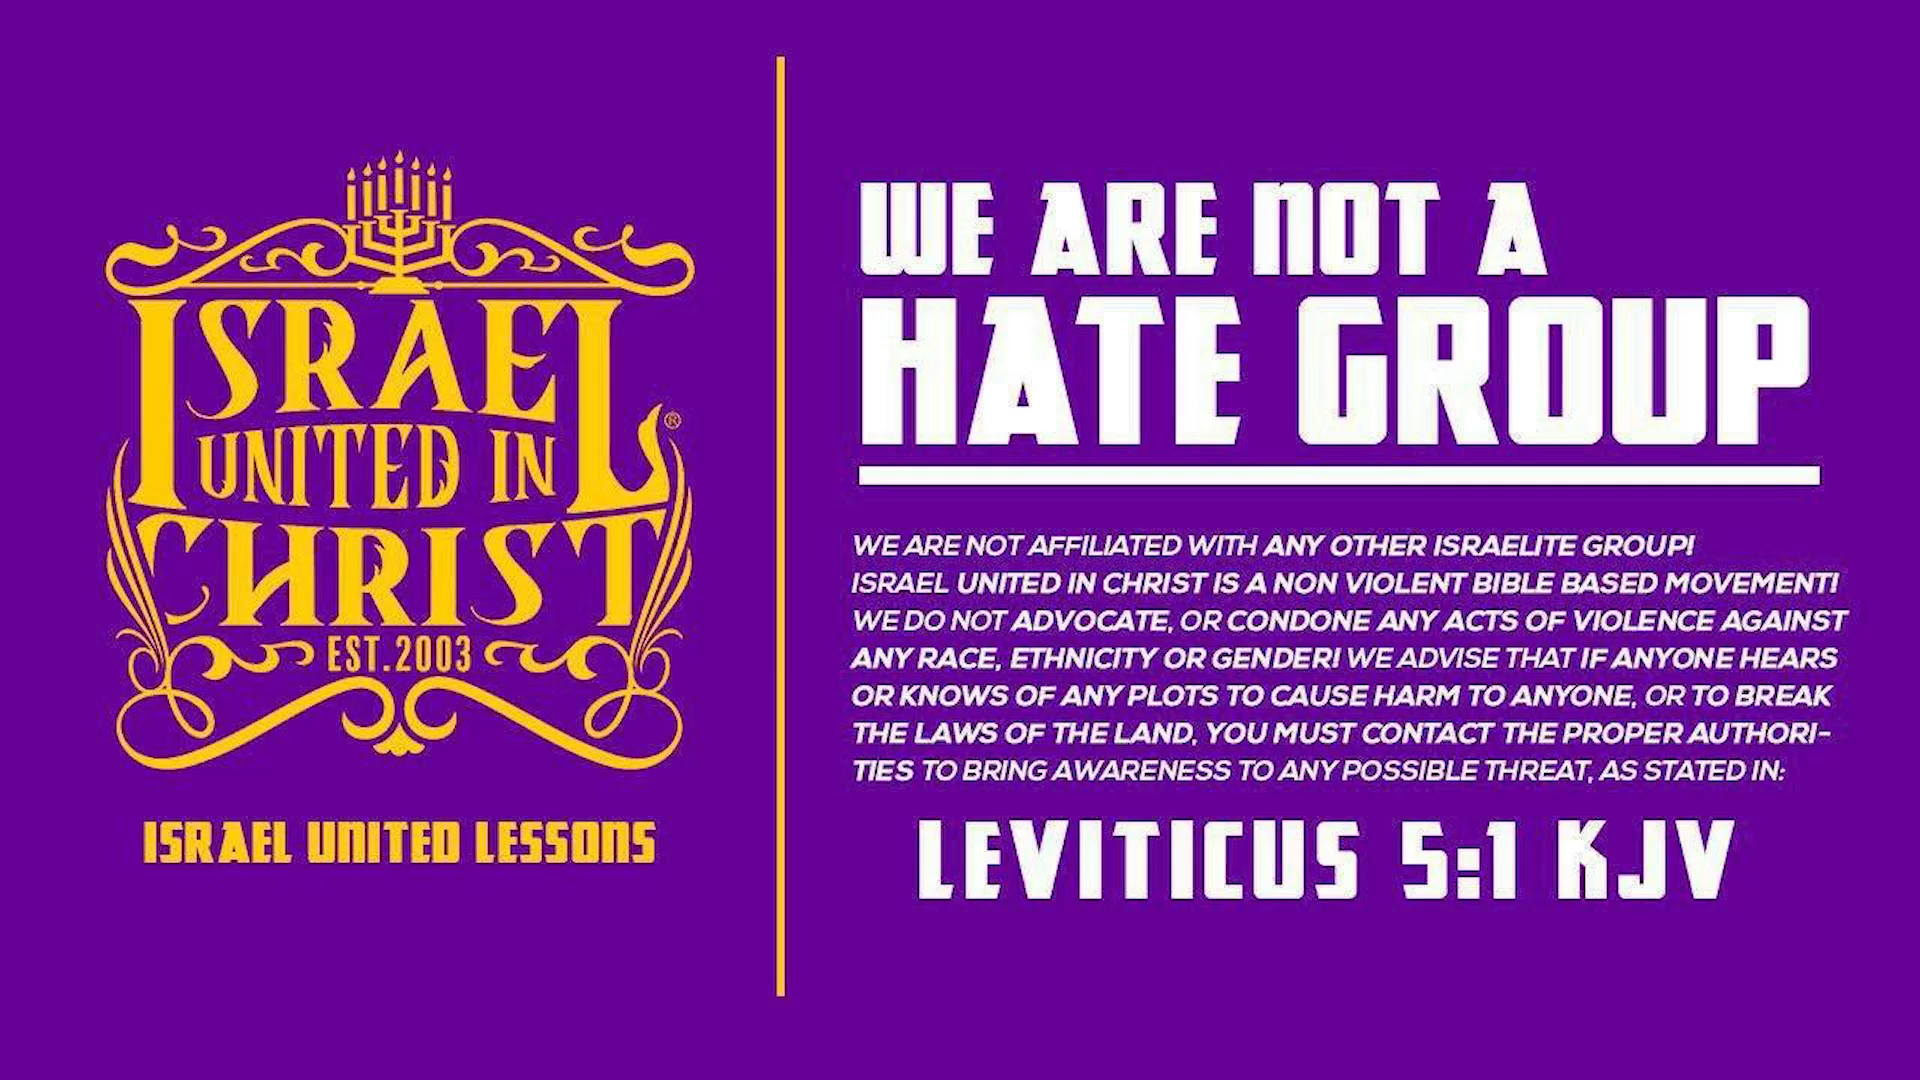 ISRAEL
UNITED IN
CHRIST
®
EST.2003
ISRAEL UNITED LESSONS
WE ARE NOT A
HATE GROUP
WE ARE NOT AFFILIATED WITH ANY OTHER ISRAELITE GROUP!
ISRAEL UNITED IN CHRIST IS A NON VIOLENT BIBLE BASED MOVEMENT!
WE DO NOT ADVOCATE, OR CONDONE ANY ACTS OF VIOLENCE AGAINST
ANY RACE, ETHNICITY OR GENDER! WE ADVISE THAT IF ANYONE HEARS
OR KNOWS OF ANY PLOTS TO CAUSE HARM TO ANYONE, OR TO BREAK
THE LAWS OF THE LAND, YOU MUST CONTACT THE PROPER AUTHORI-
TIES TO BRING AWARENESS TO ANY POSSIBLE THREAT, AS STATED IN:
LEVITICUS 5:1 KJV